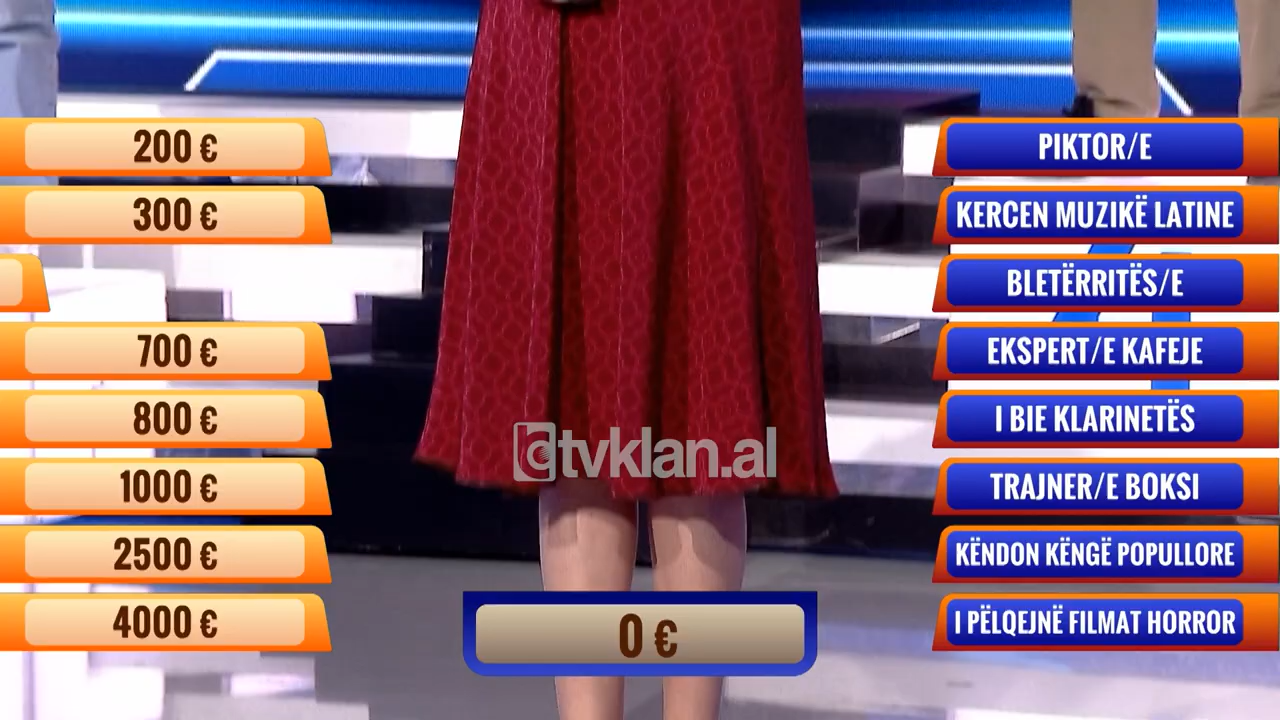 200 €
300 €
700 €
800 €
1000 €
2500 €
4000 €
PIKTOR/E
KERCEN MUZIKË LATINE
BLETËRRITËS/E
EKSPERT/E KAFEJE
I BIE KLARINETËS
TRAJNER/E BOKSI
KËNDON KËNGË POPULLORE
I PËLQEJNË FILMAT HORROR
tvklan.al
0 €